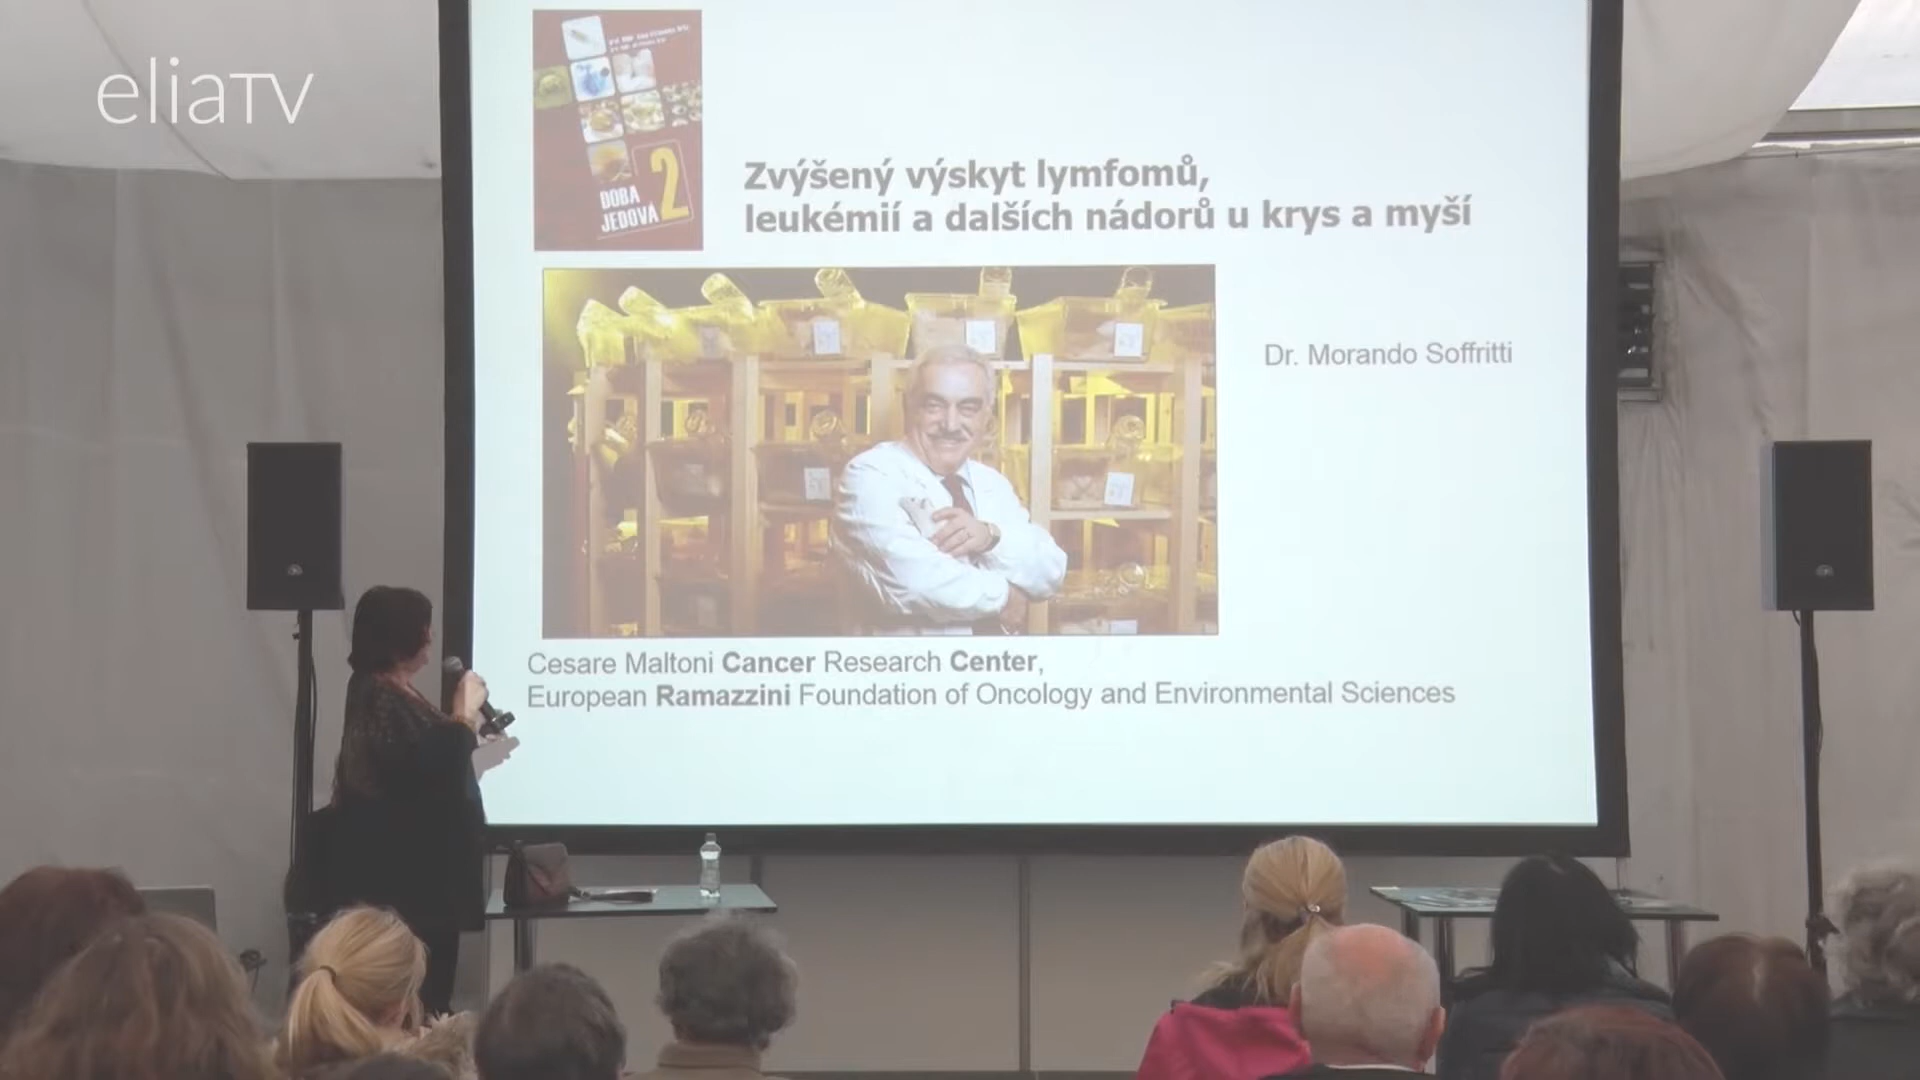 eliaTV
2
DOBA
JEDOVÁ
Zvýšený výskyt lymfomů,
leukémií a dalších nádorů u krys a myší
Dr. Morando Soffritti
Cesare Maltoni Cancer Research Center,
European Ramazzini Foundation of Oncology and Environmental Sciences